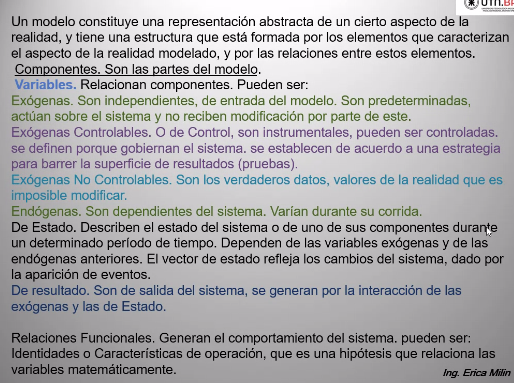 UTN.BA
Un modelo constituye una representación abstracta de un cierto aspecto de la
realidad, y tiene una estructura que está formada por los elementos que caracterizan
el aspecto de la realidad modelado, y por las relaciones entre estos elementos.
Componentes. Son las partes del modelo.
Variables. Relacionan componentes. Pueden ser:
Exógenas. Son independientes, de entrada del modelo. Son predeterminadas,
actúan sobre el sistema y no reciben modificación por parte de este.
Exógenas Controlables. O de Control, son instrumentales, pueden ser controladas.
se definen porque gobiernan el sistema. se establecen de acuerdo a una estrategia
para barrer la superficie de resultados (pruebas).
Exógenas No Controlables. Son los verdaderos datos, valores de la realidad que es
imposible modificar.
Endógenas. Son dependientes del sistema. Varían durante su corrida.
De Estado. Describen el estado del sistema o de uno de sus componentes durante
un determinado período de tiempo. Dependen de las variables exógenas y de las
endógenas anteriores. El vector de estado refleja los cambios del sistema, dado por
la aparición de eventos.
De resultado. Son de salida del sistema, se generan por la interacción de las
exógenas y las de Estado.
Relaciones Funcionales. Generan el comportamiento del sistema. pueden ser:
Identidades o Características de operación, que es una hipótesis que relaciona las
variables matemáticamente.
Ing. Erica Milin